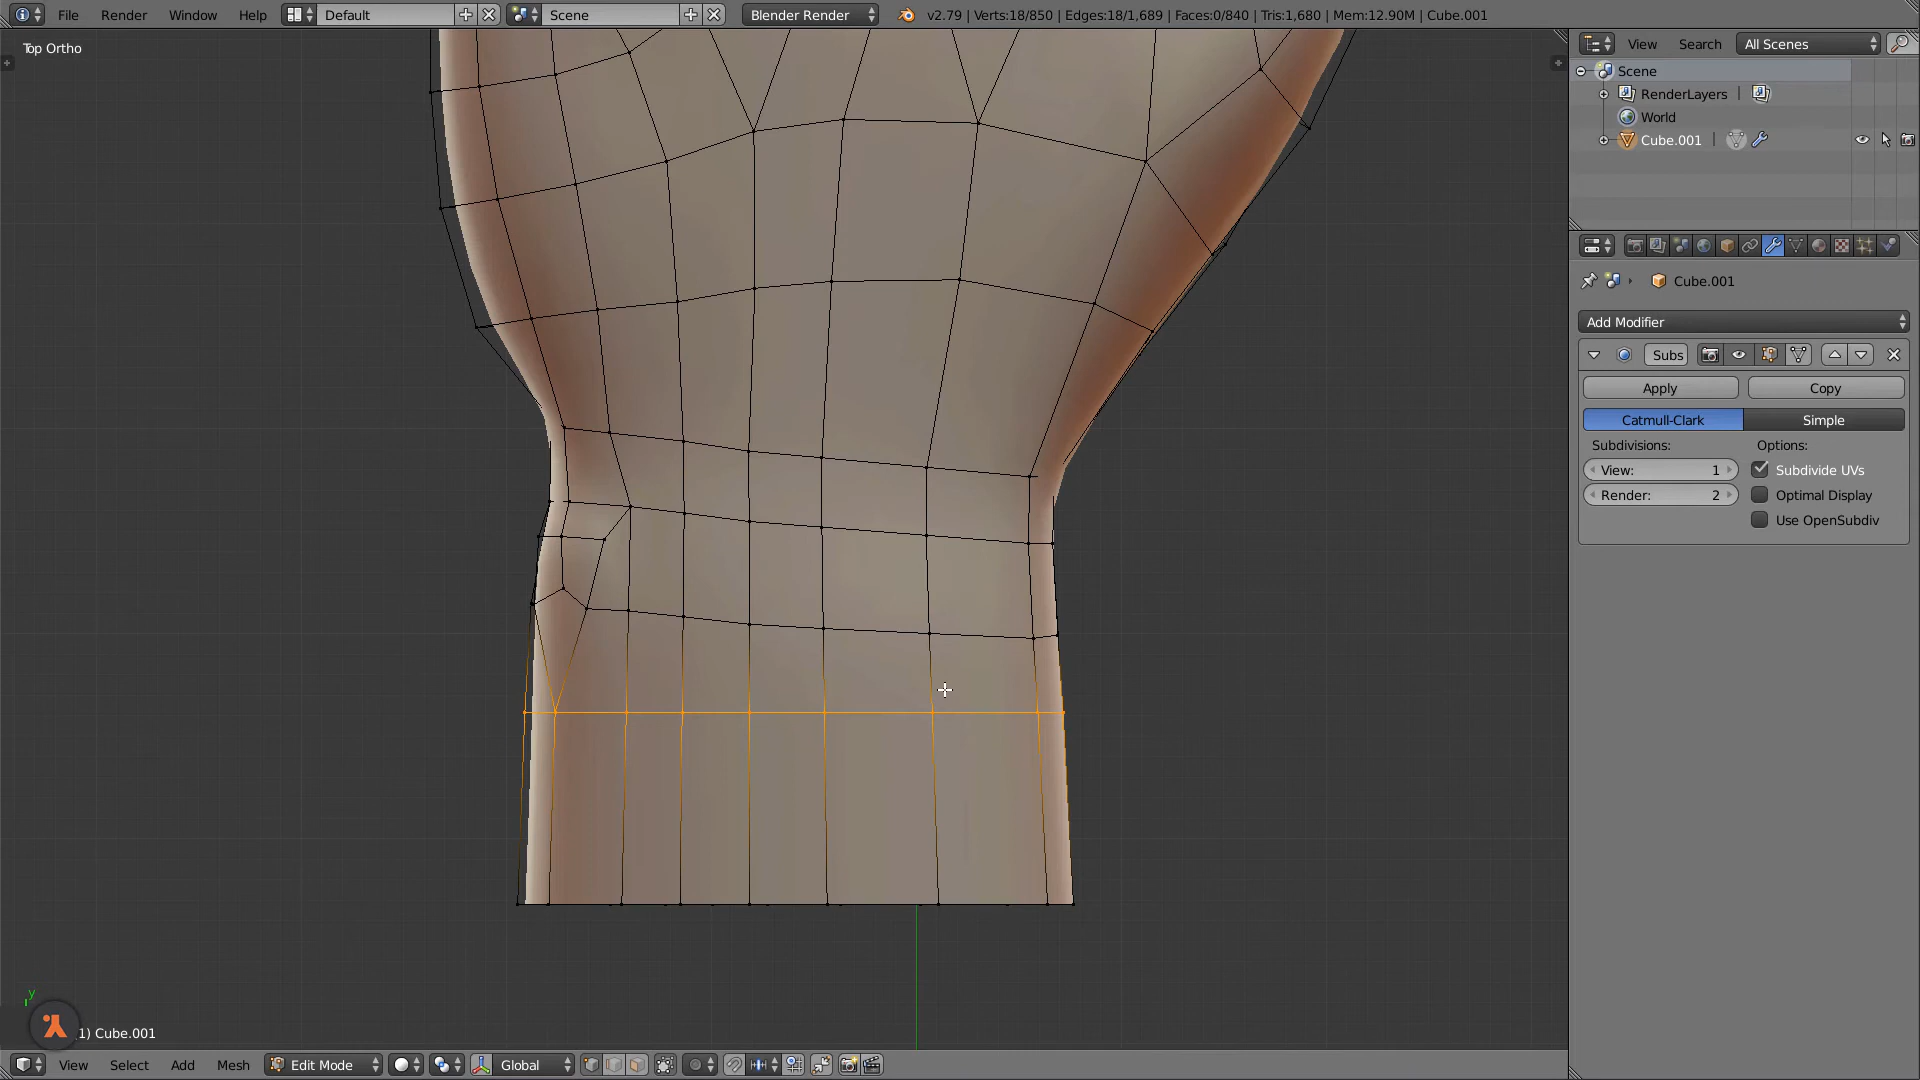 File Render Window Help Default Scene Blender Render v2.79 | Verts:18/850 | Edges:18/1,689 | Faces:0/840 | Tris:1,680 | Mem:12.90M | Cube.001
Top Ortho
View Search All Scenes
Scene
RenderLayers
World
Cube.001
Cube.001
Add Modifier
Subs
Apply Copy
Catmull-Clark Simple
Subdivisions: Options:
View: 1 Subdivide UVs
Render: 2 Optimal Display
Use OpenSubdiv
y
1) Cube.001
View Select Add Mesh Edit Mode Global